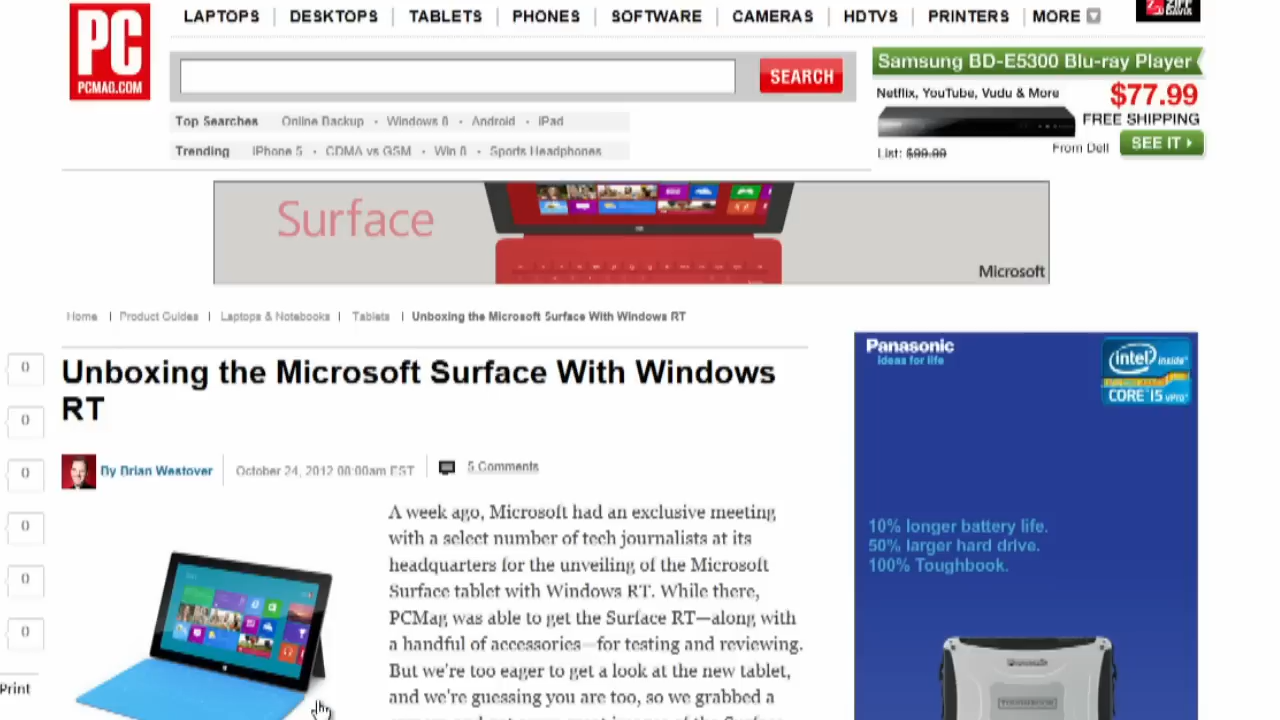 LAPTOPS DESKTOPS TABLETS PHONES SOFTWARE CAMERAS HDTVS PRINTERS MORE
ZIFF
DAVIS
PC
PCMAG.COM
SEARCH
Samsung BD-E5300 Blu-ray Player
Netflix, YouTube, Vudu & More
$77.99
FREE SHIPPING
List: $99.99
From Dell
SEE IT
Top Searches Online Backup • Windows 8 • Android • iPad
Trending iPhone 5 • CDMA vs GSM • Win 8 • Sports Headphones
Surface
Microsoft
Home | Product Guides | Laptops & Notebooks | Tablets | Unboxing the Microsoft Surface With Windows RT
Unboxing the Microsoft Surface With Windows
RT
By Brian Westover October 24, 2012 08:00am EST 5 Comments
0
0
0
0
0
0
Print
A week ago, Microsoft had an exclusive meeting
with a select number of tech journalists at its
headquarters for the unveiling of the Microsoft
Surface tablet with Windows RT. While there,
PCMag was able to get the Surface RT—along with
a handful of accessories—for testing and reviewing.
But we're too eager to get a look at the new tablet,
and we're guessing you are too, so we grabbed a
Panasonic
ideas for life
intel inside
CORE i5 vPro
10% longer battery life.
50% larger hard drive.
100% Toughbook.
Panasonic
TOUGHBOOK